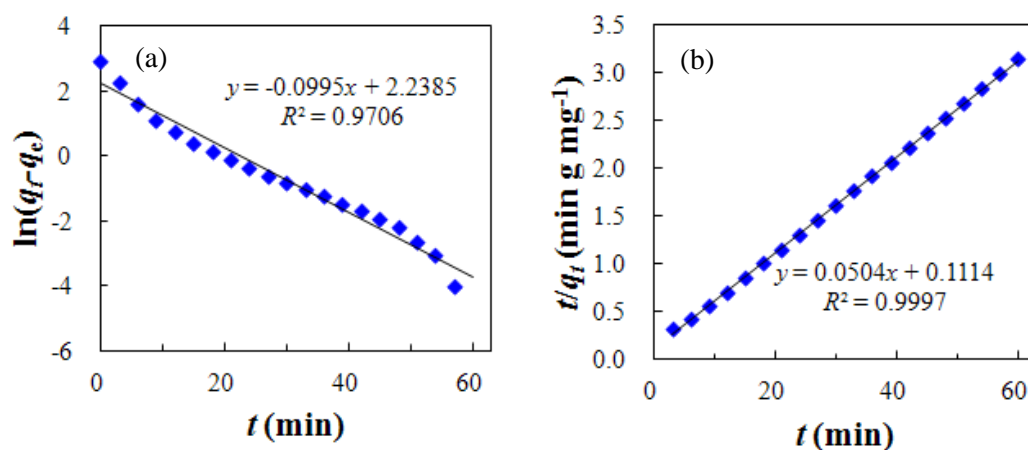 (a)
y = -0.0995x + 2.2385
R² = 0.9706
4
2
0
-2
-4
-6
ln(qt-qe)
0 20 40 60
t (min)
(b)
y = 0.0504x + 0.1114
R² = 0.9997
3.5
3.0
2.5
2.0
1.5
1.0
0.5
0.0
t/qt (min g mg⁻¹)
0 20 40 60
t (min)